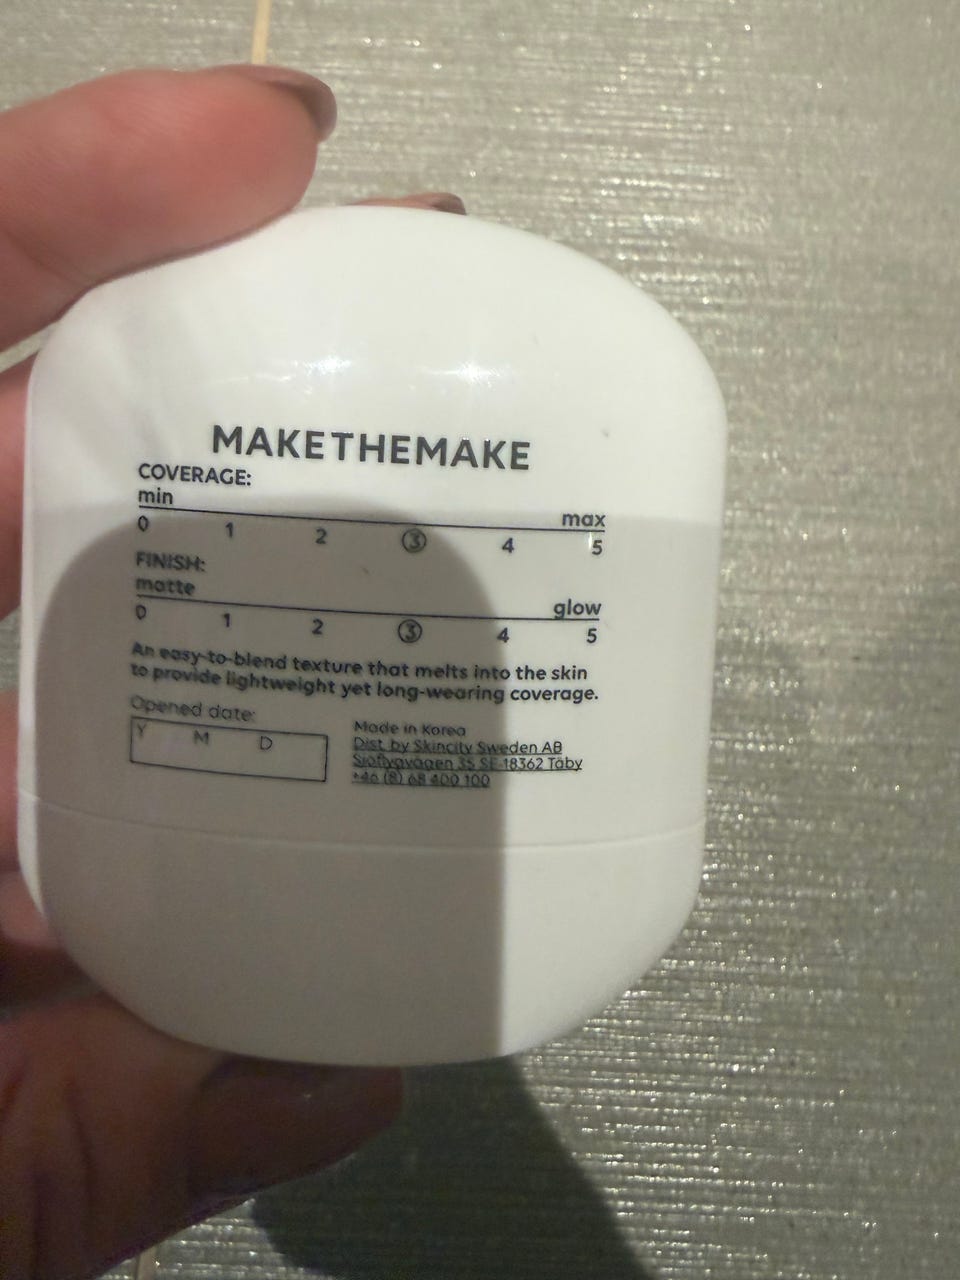 MAKETHEMAKE
COVERAGE:
min max
0 1 2 3 4 5
FINISH:
matte glow
0 1 2 3 4 5
An easy-to-blend texture that melts into the skin
to provide lightweight yet long-wearing coverage.
Opened date:
Y M D
Made in Korea
Dist. by Skincity Sweden AB
35 SE-18362 Täby
+46 (8) 68 400 100